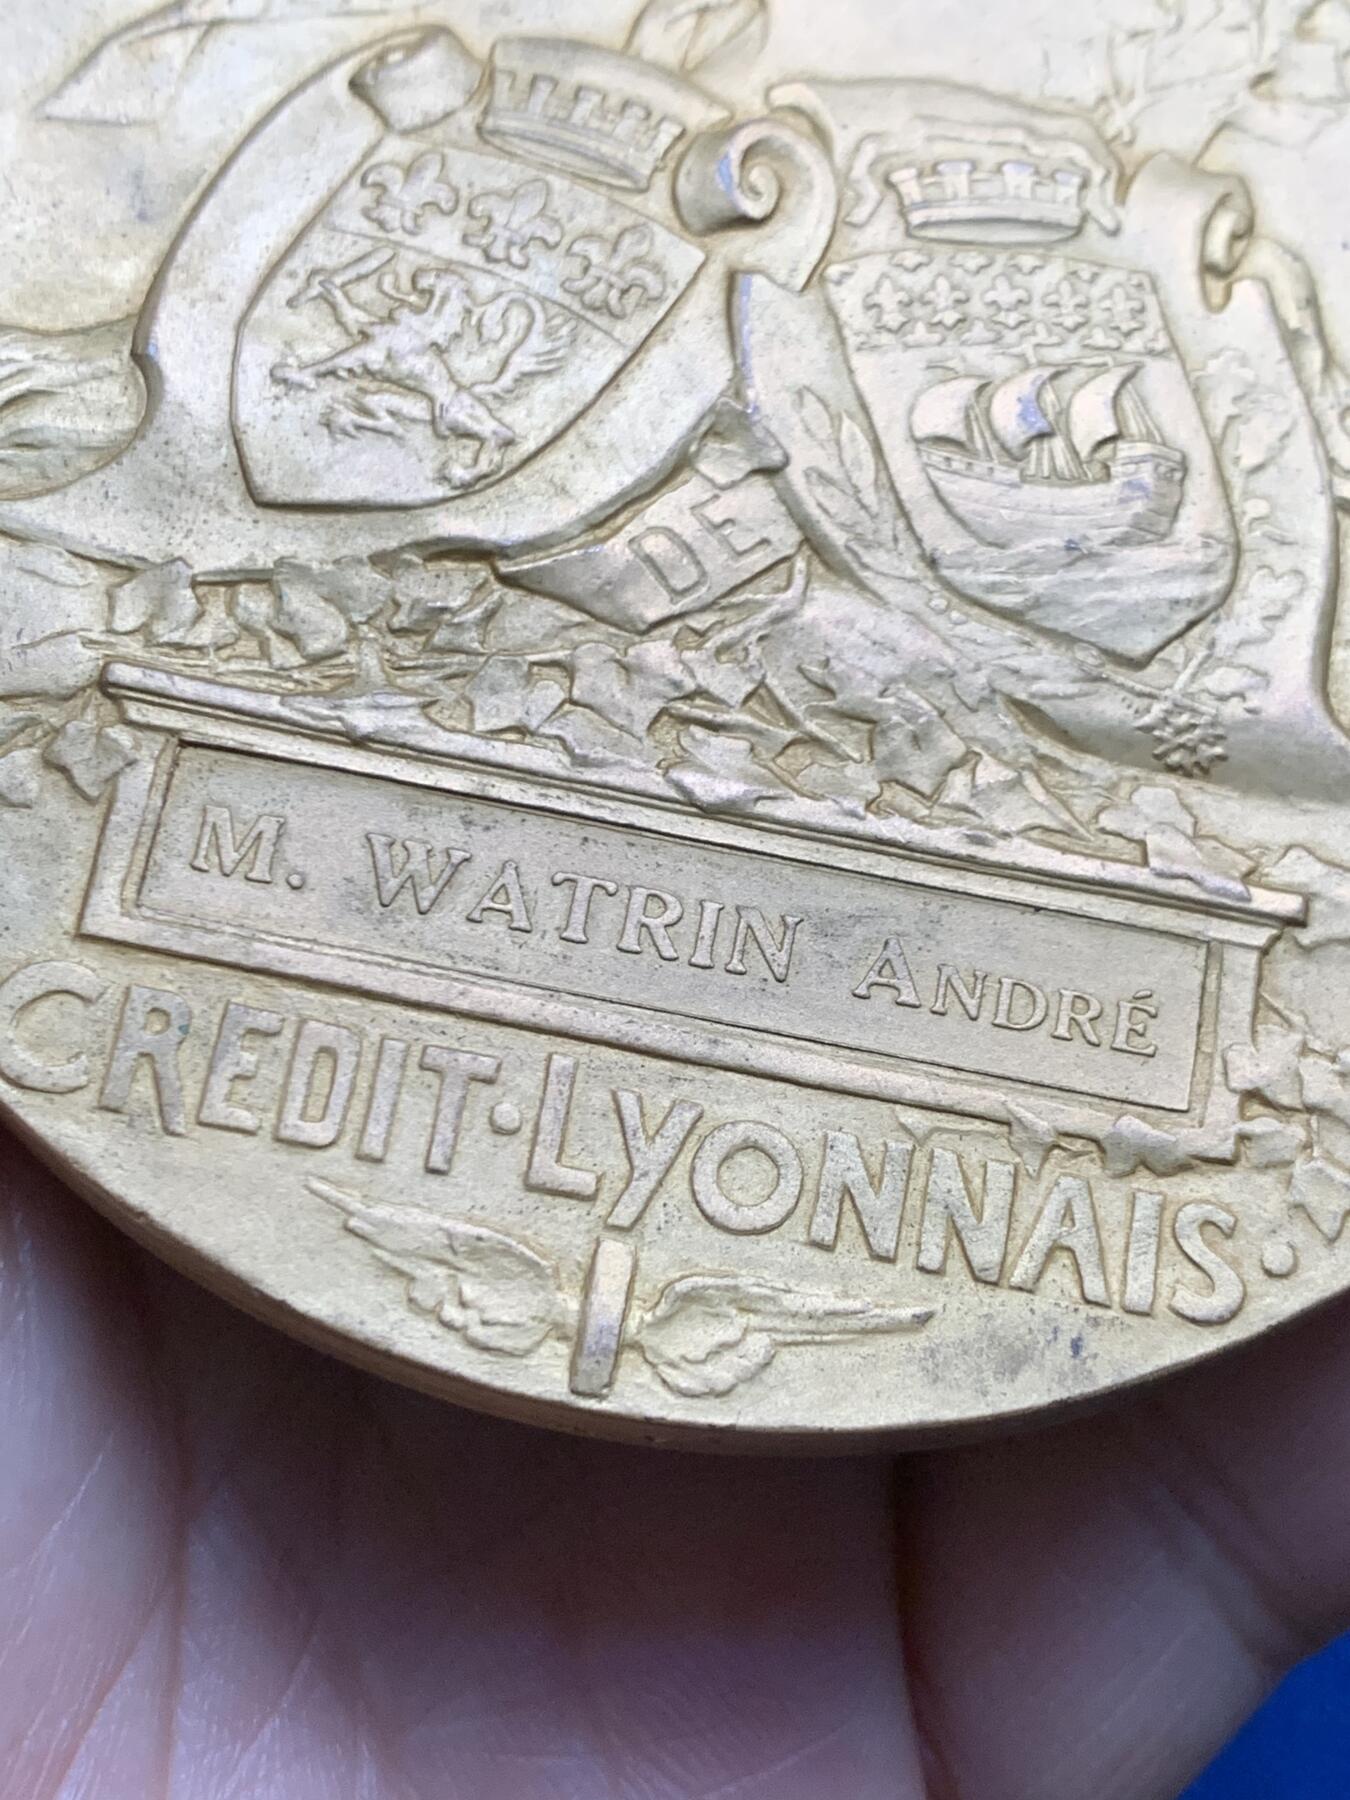 DE
M. WATRIN ANDRÉ
CREDIT·LYONNAIS·